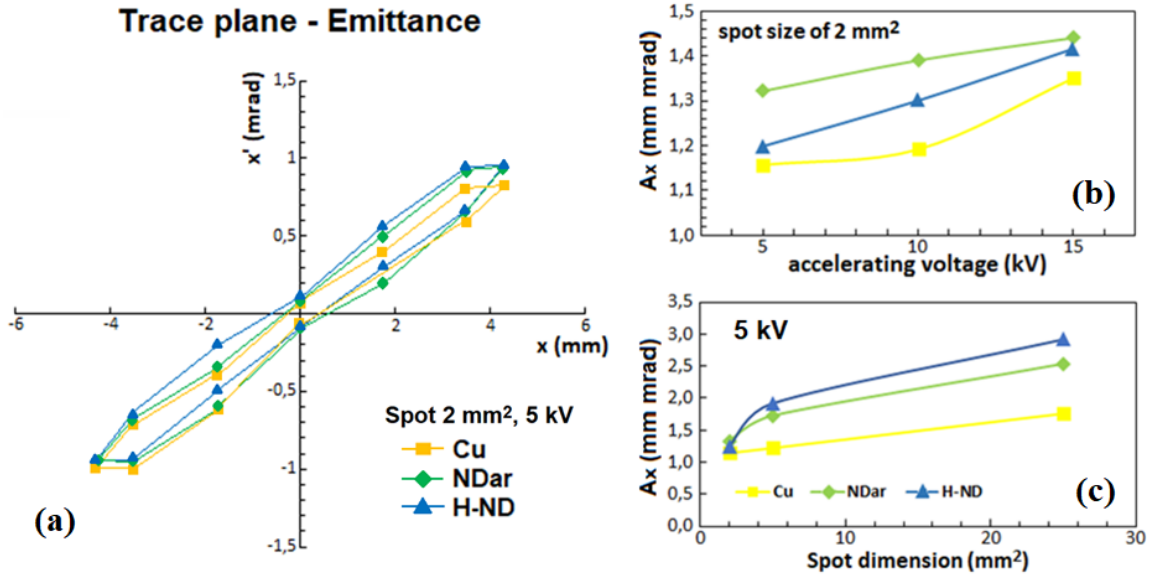 Trace plane - Emittance
x' (mrad)
1,5
1
0,5
-0,5
-1
-1,5
-6
-4
-2
0
2
4
6
x (mm)
Spot 2 mm², 5 kV
Cu
NDar
H-ND
(a)
Ax (mm mrad)
1,5
1,4
1,3
1,2
1,1
1,0
spot size of 2 mm²
(b)
5
10
15
accelerating voltage (kV)
Ax (mm mrad)
3,5
3,0
2,5
2,0
1,5
1,0
0,5
0,0
5 kV
Cu
NDar
H-ND
(c)
0
10
20
30
Spot dimension (mm²)